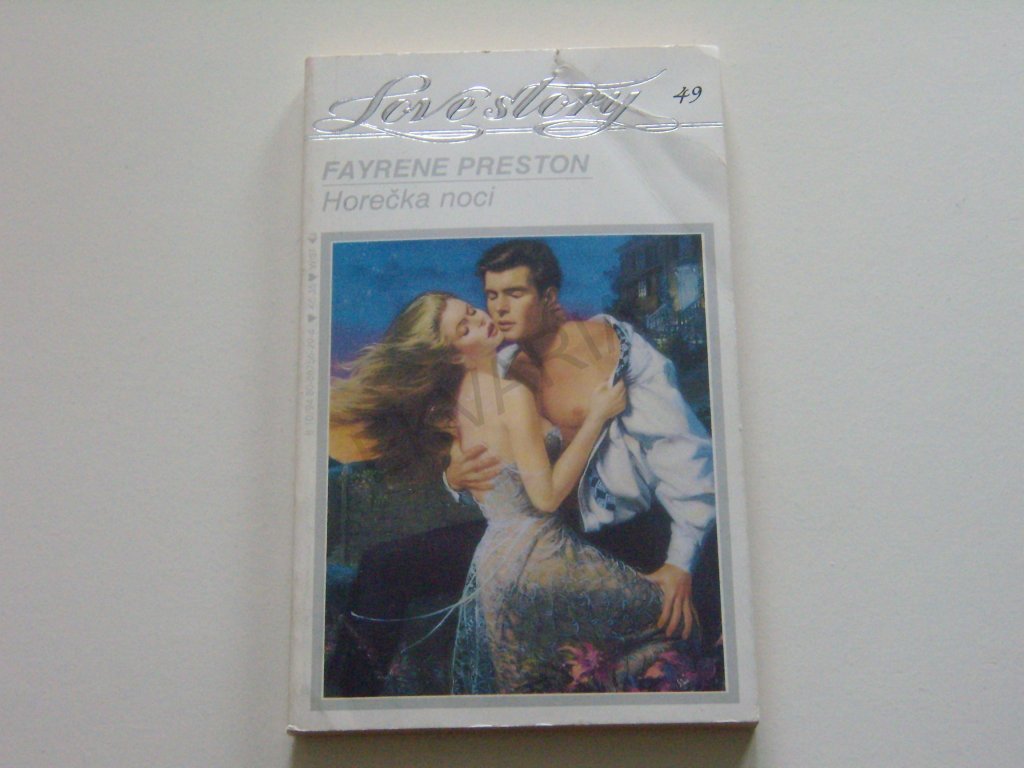 Love story 49
FAYRENE PRESTON
Horečka noci